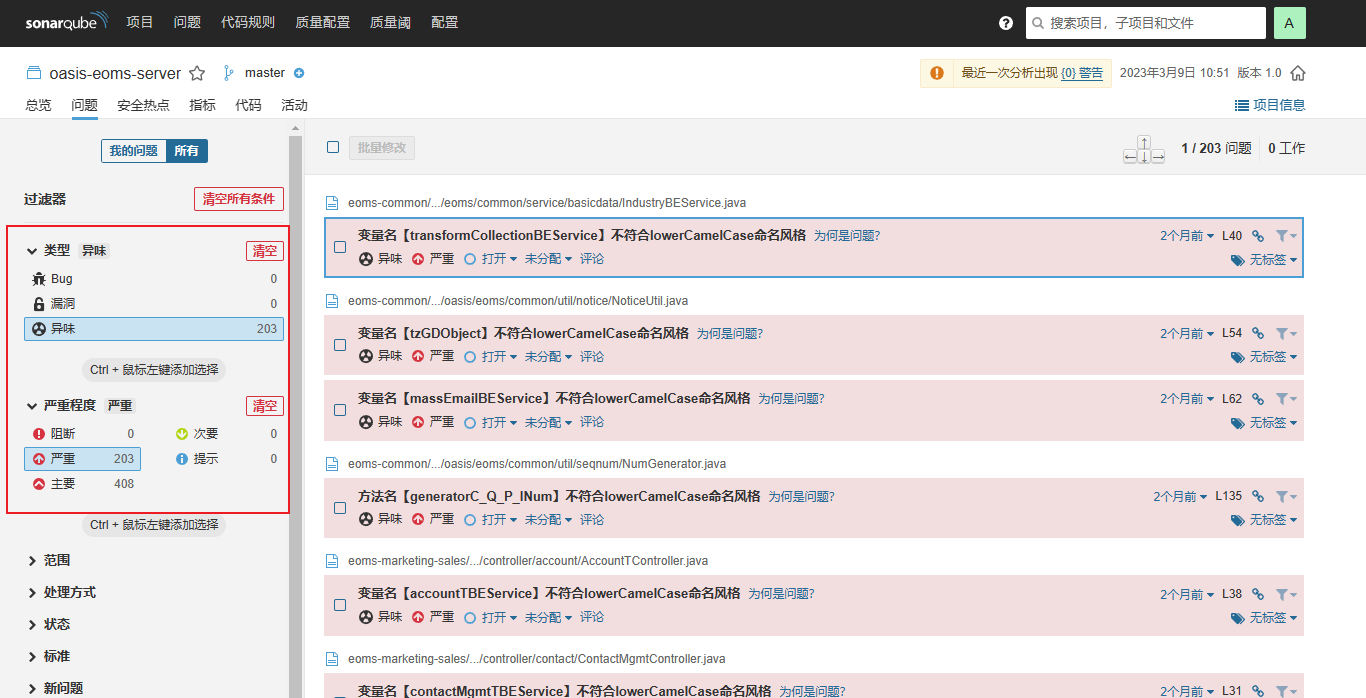 sonarqube 项目 问题 代码规则 质量配置 质量阈 配置 ? 搜索项目，子项目和文件 A
oasis-eoms-server master 最近一次分析出现 {0} 警告 2023年3月9日 10:51 版本 1.0
总览 问题 安全热点 指标 代码 活动 项目信息
我的问题 所有
批量修改 1 / 203 问题 0 工作
过滤器 清空所有条件
类型 异味 清空
Bug 0
漏洞 0
异味 203
Ctrl + 鼠标左键添加选择
严重程度 严重 清空
阻断 0 次要 0
严重 203 提示 0
主要 408
Ctrl + 鼠标左键添加选择
范围
处理方式
状态
标准
新问题
eoms-common/.../eoms/common/service/basicdata/IndustryBEService.java
变量名【transformCollectionBEService】不符合lowerCamelCase命名风格 为何是问题? 2个月前 L40
异味 严重 打开 未分配 评论 无标签
eoms-common/.../oasis/eoms/common/util/notice/NoticeUtil.java
变量名【tzGDObject】不符合lowerCamelCase命名风格 为何是问题? 2个月前 L54
异味 严重 打开 未分配 评论 无标签
变量名【massEmailBEService】不符合lowerCamelCase命名风格 为何是问题? 2个月前 L62
异味 严重 打开 未分配 评论 无标签
eoms-common/.../oasis/eoms/common/util/seqnum/NumGenerator.java
方法名【generatorC_Q_P_INum】不符合lowerCamelCase命名风格 为何是问题? 2个月前 L135
异味 严重 打开 未分配 评论 无标签
eoms-marketing-sales/.../controller/account/AccountTController.java
变量名【accountTBEService】不符合lowerCamelCase命名风格 为何是问题? 2个月前 L38
异味 严重 打开 未分配 评论 无标签
eoms-marketing-sales/.../controller/contact/ContactMgmtController.java
变量名【contactMgmtTBEService】不符合lowerCamelCase命名风格 为何是问题? 2个月前 L31